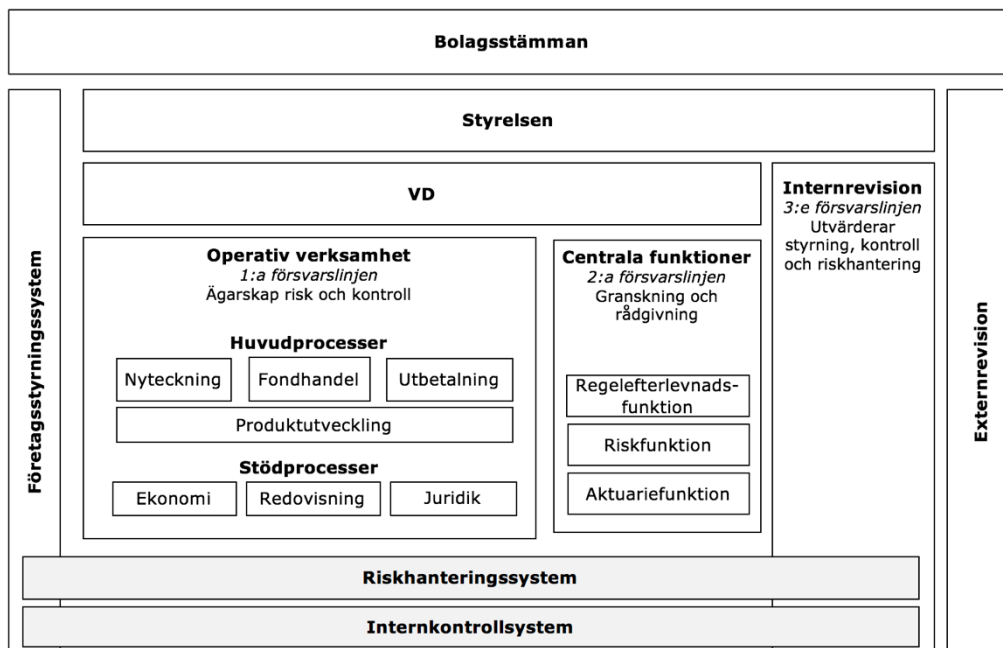 Bolagsstämman
Företagsstyrningssystem
Styrelsen
VD
Operativ verksamhet
1:a försvarslinjen
Ägarskap risk och kontroll
Huvudprocesser
Nyteckning
Fondhandel
Utbetalning
Produktutveckling
Stödprocesser
Ekonomi
Redovisning
Juridik
Centrala funktioner
2:a försvarslinjen
Granskning och
rådgivning
Regelefterlevnads-
funktion
Riskfunktion
Aktuariefunktion
Internrevision
3:e försvarslinjen
Utvärderar
styrning, kontroll
och riskhantering
Externrevision
Riskhanteringssystem
Internkontrollsystem